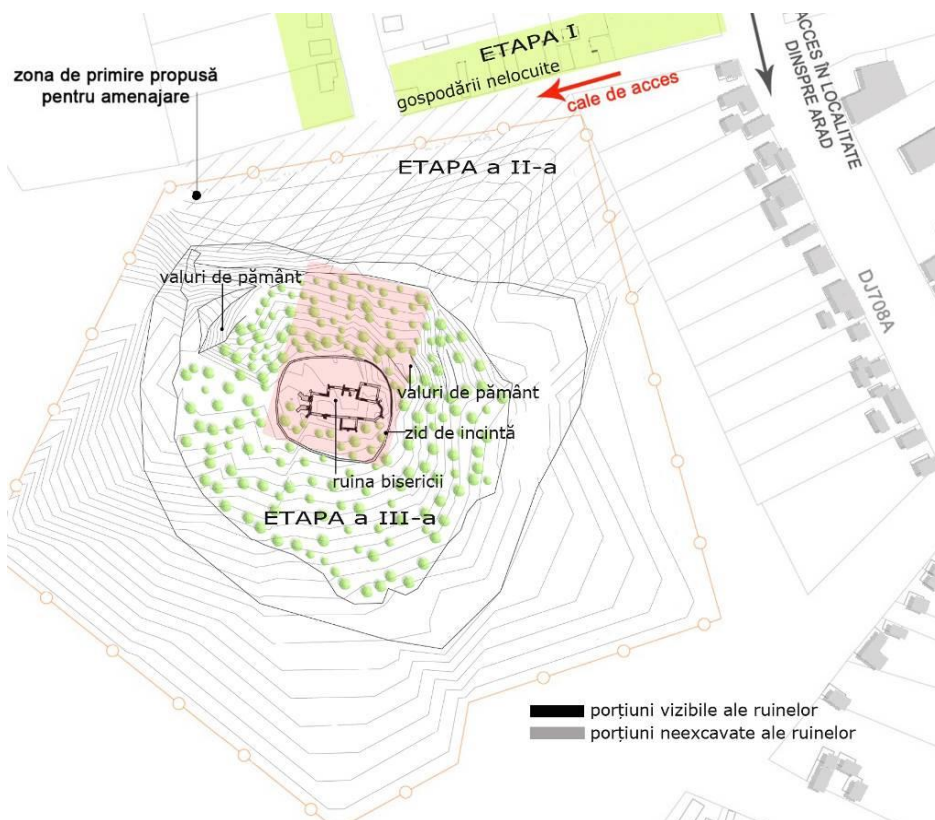 ETAPA I
gospodării nelocuite
cale de acces
ACCES ÎN LOCALITATE
DINSPRE ARAD
zona de primire propusă
pentru amenajare
ETAPA a II-a
valuri de pământ
DJ708A
valuri de pământ
zid de incintă
ruina bisericii
ETAPA a III-a
porțiuni vizibile ale ruinelor
porțiuni neexcavate ale ruinelor